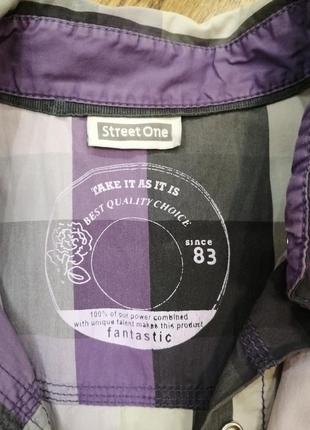 Street One
TAKE IT AS IT IS
BEST QUALITY CHOICE
since
83
100% of our power combined
with unique talent makes this product
fantastic